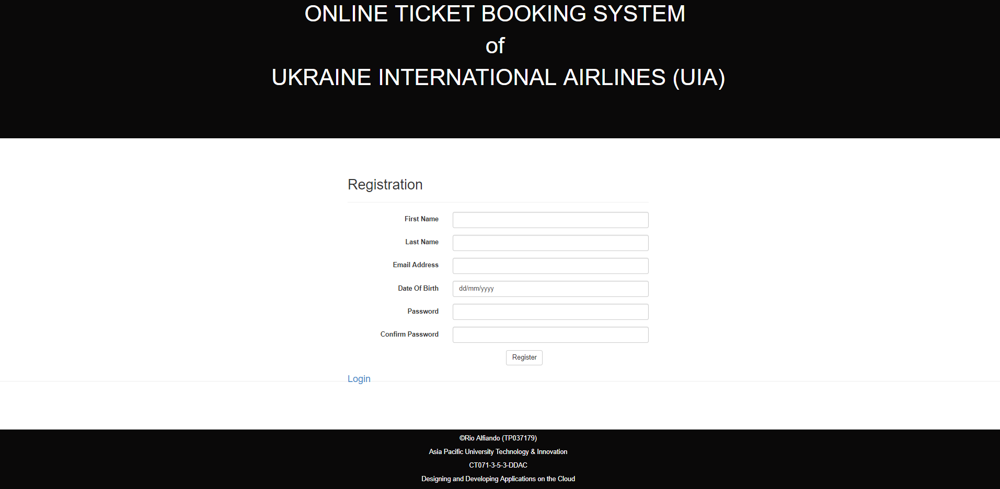 ONLINE TICKET BOOKING SYSTEM
of
UKRAINE INTERNATIONAL AIRLINES (UIA)
Registration
First Name
Last Name
Email Address
Date Of Birth dd/mm/yyyy
Password
Confirm Password
Register
Login
©Rio Alfiando (TP037179)
Asia Pacific University Technology & Innovation
CT071-3-5-3-DDAC
Designing and Developing Applications on the Cloud